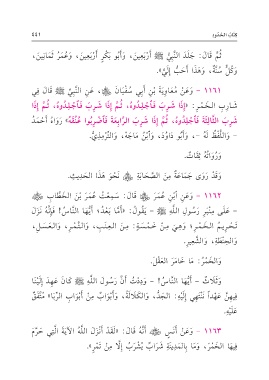 كتاب الحدود ٤٤١
ثُمَّ قَالَ: جَلَدَ النَّبِيُّ ﷺ أَرْبَعِينَ، وَأَبُو بَكْرٍ أَرْبَعِينَ، وَعُمَرُ ثَمَانِينَ،
وَكُلٌّ سُنَّةٌ، وَهَذَا أَحَبُّ إِلَيَّ».
١١٦١ - وَعَنْ مُعَاوِيَةَ بْنِ أَبِي سُفْيَانَ ﷺ، عَنِ النَّبِيِّ ﷺ قَالَ فِي
شَارِبِ الخَمْرِ: «إِذَا شَرِبَ فَاجْلِدُوهُ، ثُمَّ إِذَا شَرِبَ فَاجْلِدُوهُ، ثُمَّ إِذَا
شَرِبَ الثَّالِثَةَ فَاجْلِدُوهُ، ثُمَّ إِذَا شَرِبَ الرَّابِعَةَ فَاضْرِبُوا عُنُقَهُ» رَوَاهُ أَحْمَدُ
- وَاللَّفْظُ لَهُ -، وَأَبُو دَاوُدَ، وَابْنُ مَاجَهْ، وَالتِّرْمِذِيُّ.
وَرُوَاتُهُ ثِقَاتٌ.
وَقَدْ رَوَى جَمَاعَةٌ مِنَ الصَّحَابَةِ ﷺ نَحْوَ هَذَا الحَدِيثِ.
١١٦٢ - وَعَنِ ابْنِ عُمَرَ ﷺ قَالَ: سَمِعْتُ عُمَرَ بْنَ الخَطَّابِ ﷺ
- عَلَى مِنْبَرِ رَسُولِ اللَّهِ ﷺ - يَقُولُ: «أَمَّا بَعْدُ» أَيُّهَا النَّاسُ! فَإِنَّهُ نَزَلَ
تَحْرِيمُ الخَمْرِ» وَهِيَ مِنْ خَمْسَةٍ: مِنَ العِنَبِ، وَالتَّمْرِ، وَالعَسَلِ،
وَالحِنْطَةِ، وَالشَّعِيرِ.
وَالخَمْرُ: مَا خَامَرَ العَقْلَ.
وَثَلَاثٌ - أَيُّهَا النَّاسُ! - وَدِدْتُ أَنَّ رَسُولَ اللَّهِ ﷺ كَانَ عَهِدَ إِلَيْنَا
فِيهِنَّ عَهْداً نَنْتَهِي إِلَيْهِ: الجَدُّ، وَالكَلَالَةُ، وَأَبْوَابٌ مِنْ أَبْوَابِ الرِّبَا» مُتَّفَقٌ
عَلَيْهِ.
١١٦٣ - وَعَنْ أَنَسٍ ﷺ أَنَّهُ قَالَ: «لَقَدْ أَنْزَلَ اللَّهُ الآيَةَ الَّتِي حَرَّمَ
فِيهَا الخَمْرَ، وَمَا بِالمَدِينَةِ شَرَابٌ يُشْرَبُ إِلَّا مِنْ تَمْرٍ».